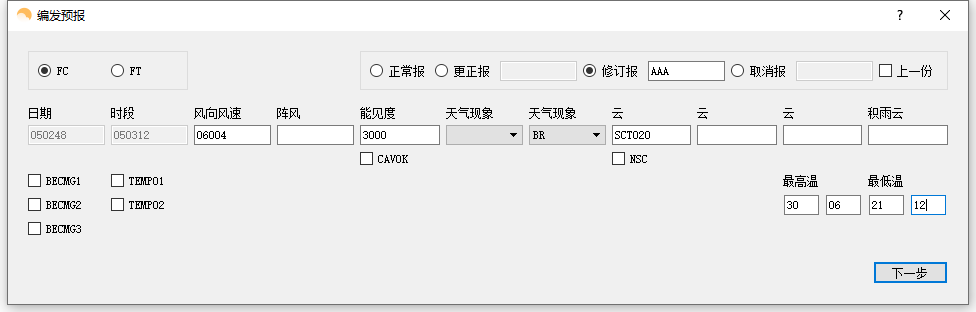 编发预报
?
FC FT 正常报 更正报 修订报 AAA 取消报 上一份
日期 时段 风向风速 阵风 能见度 天气现象 天气现象 云 云 云 积雨云
050248 050312 06004 3000 BR SCT020
CAVOK NSC
BECMG1 TEMPO1 最高温 最低温
BECMG2 TEMPO2 30 06 21 12
BECMG3
下一步